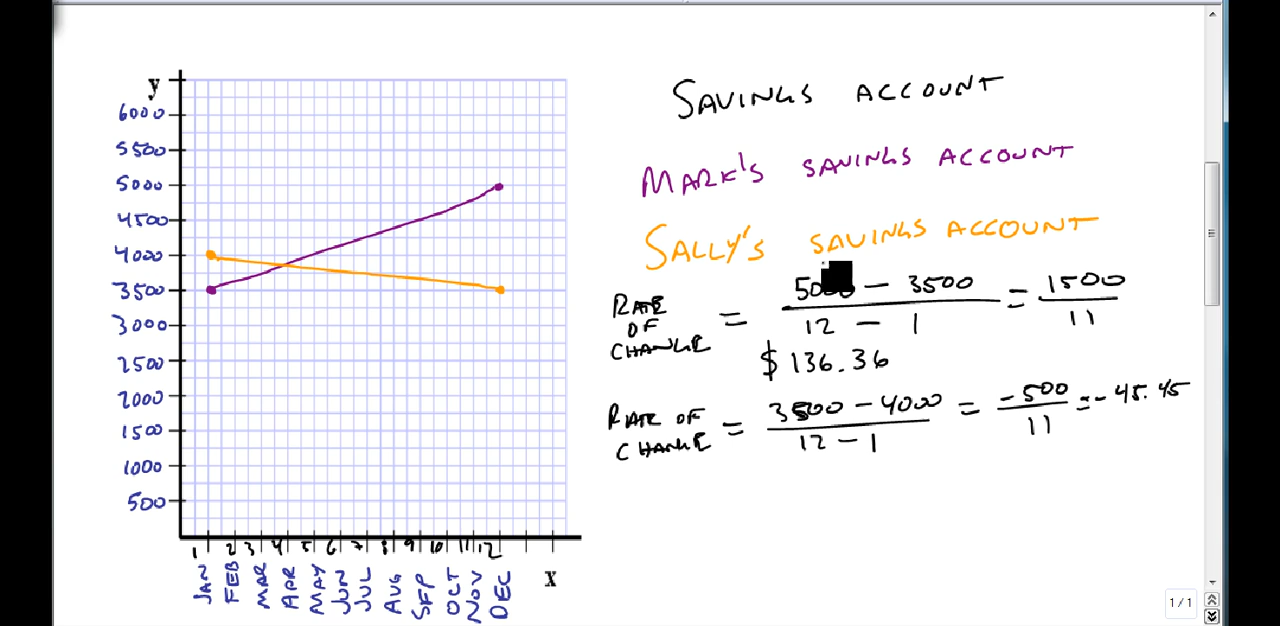 y
6000
5500
5000
4500
4000
3500
3000
2500
2000
1500
1000
500
1 2 3 4 5 6 7 8 9 10 11 12
JAN FEB MAR APR MAY JUN JUL AUG SEP OCT NOV DEC
x
SAVINGS ACCOUNT
MARK'S SAVINGS ACCOUNT
SALLY'S SAVINGS ACCOUNT
RATE OF CHANGE = 5000 - 3500 / 12 - 1 = 1500 / 11
$136.36
RATE OF CHANGE = 3500 - 4000 / 12 - 1 = -500 / 11 = -45.45
1/1